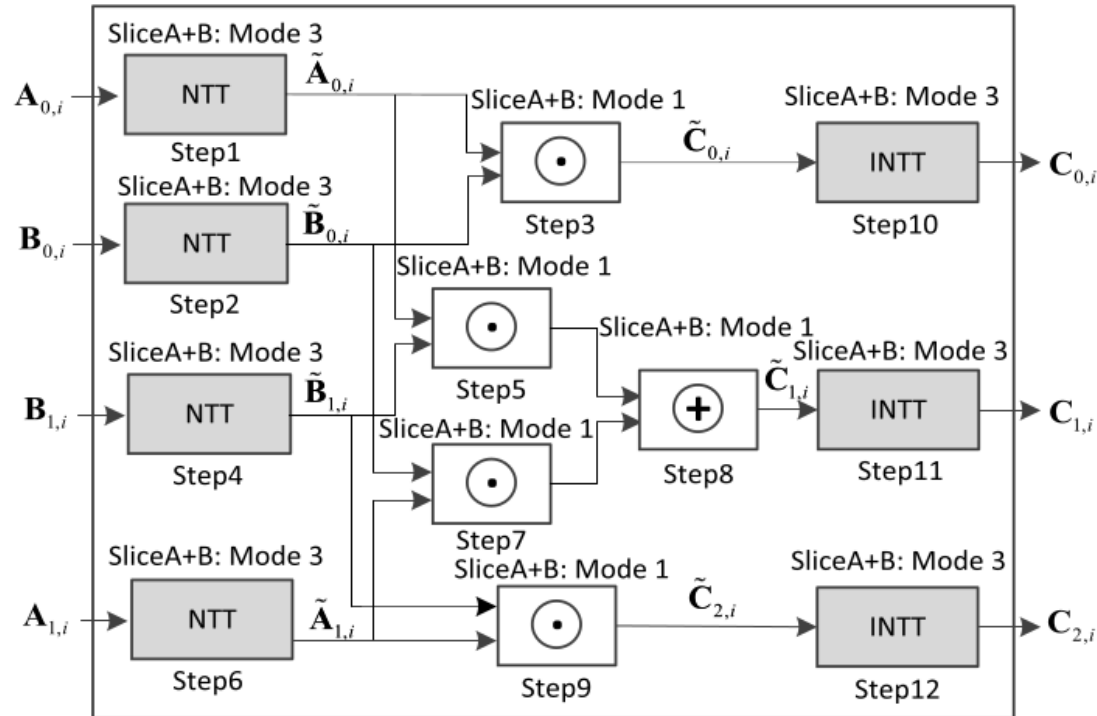 SliceA+B: Mode 3
Ã₀,ᵢ
A₀,ᵢ
NTT
Step1
SliceA+B: Mode 1
C̃₀,ᵢ
Step3
SliceA+B: Mode 3
INTT
C₀,ᵢ
Step10
SliceA+B: Mode 3
B̃₀,ᵢ
B₀,ᵢ
NTT
Step2
SliceA+B: Mode 1
Step5
SliceA+B: Mode 3
B̃₁,ᵢ
B₁,ᵢ
NTT
Step4
SliceA+B: Mode 1
Step7
SliceA+B: Mode 1
+
Step8
C̃₁,ᵢ
SliceA+B: Mode 3
INTT
C₁,ᵢ
Step11
SliceA+B: Mode 3
A₁,ᵢ
NTT
Ã₁,ᵢ
Step6
SliceA+B: Mode 1
Step9
C̃₂,ᵢ
SliceA+B: Mode 3
INTT
C₂,ᵢ
Step12